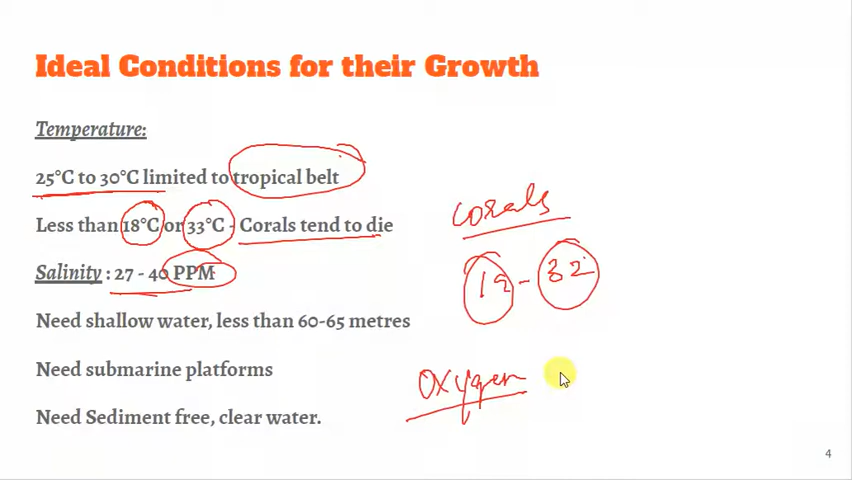 Ideal Conditions for their Growth
Temperature:
25°C to 30°C limited to tropical belt
Less than 18°C or 33°C - Corals tend to die
Salinity : 27 - 40 PPM
Need shallow water, less than 60-65 metres
Need submarine platforms
Need Sediment free, clear water.
corals
19 - 32
oxygen
4